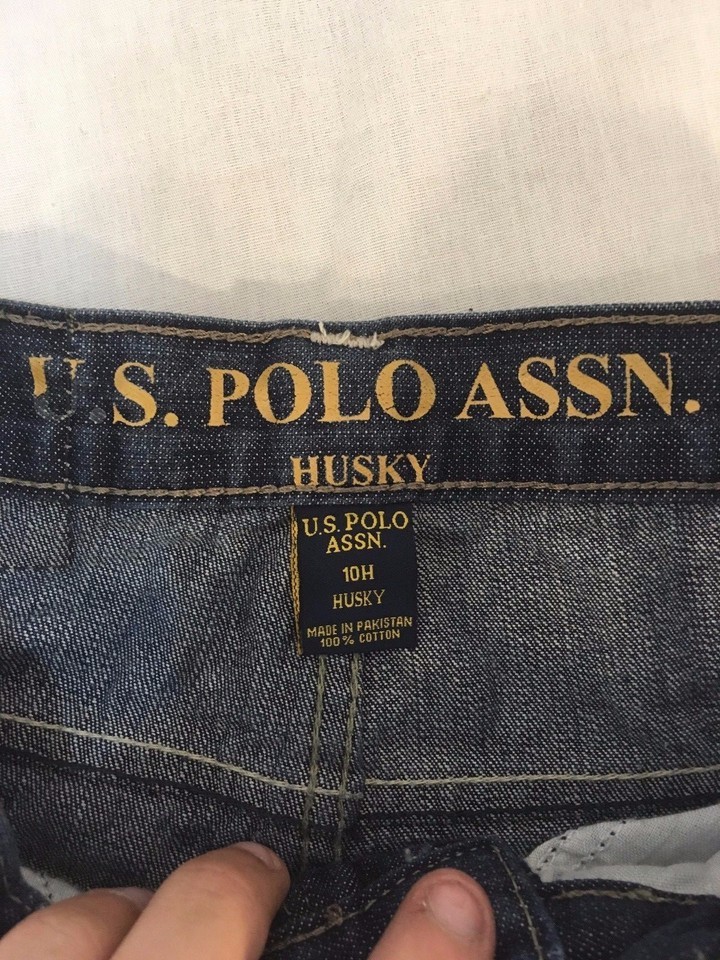 U.S. POLO ASSN.
HUSKY
U.S. POLO
ASSN.
10H
HUSKY
MADE IN PAKISTAN
100% COTTON